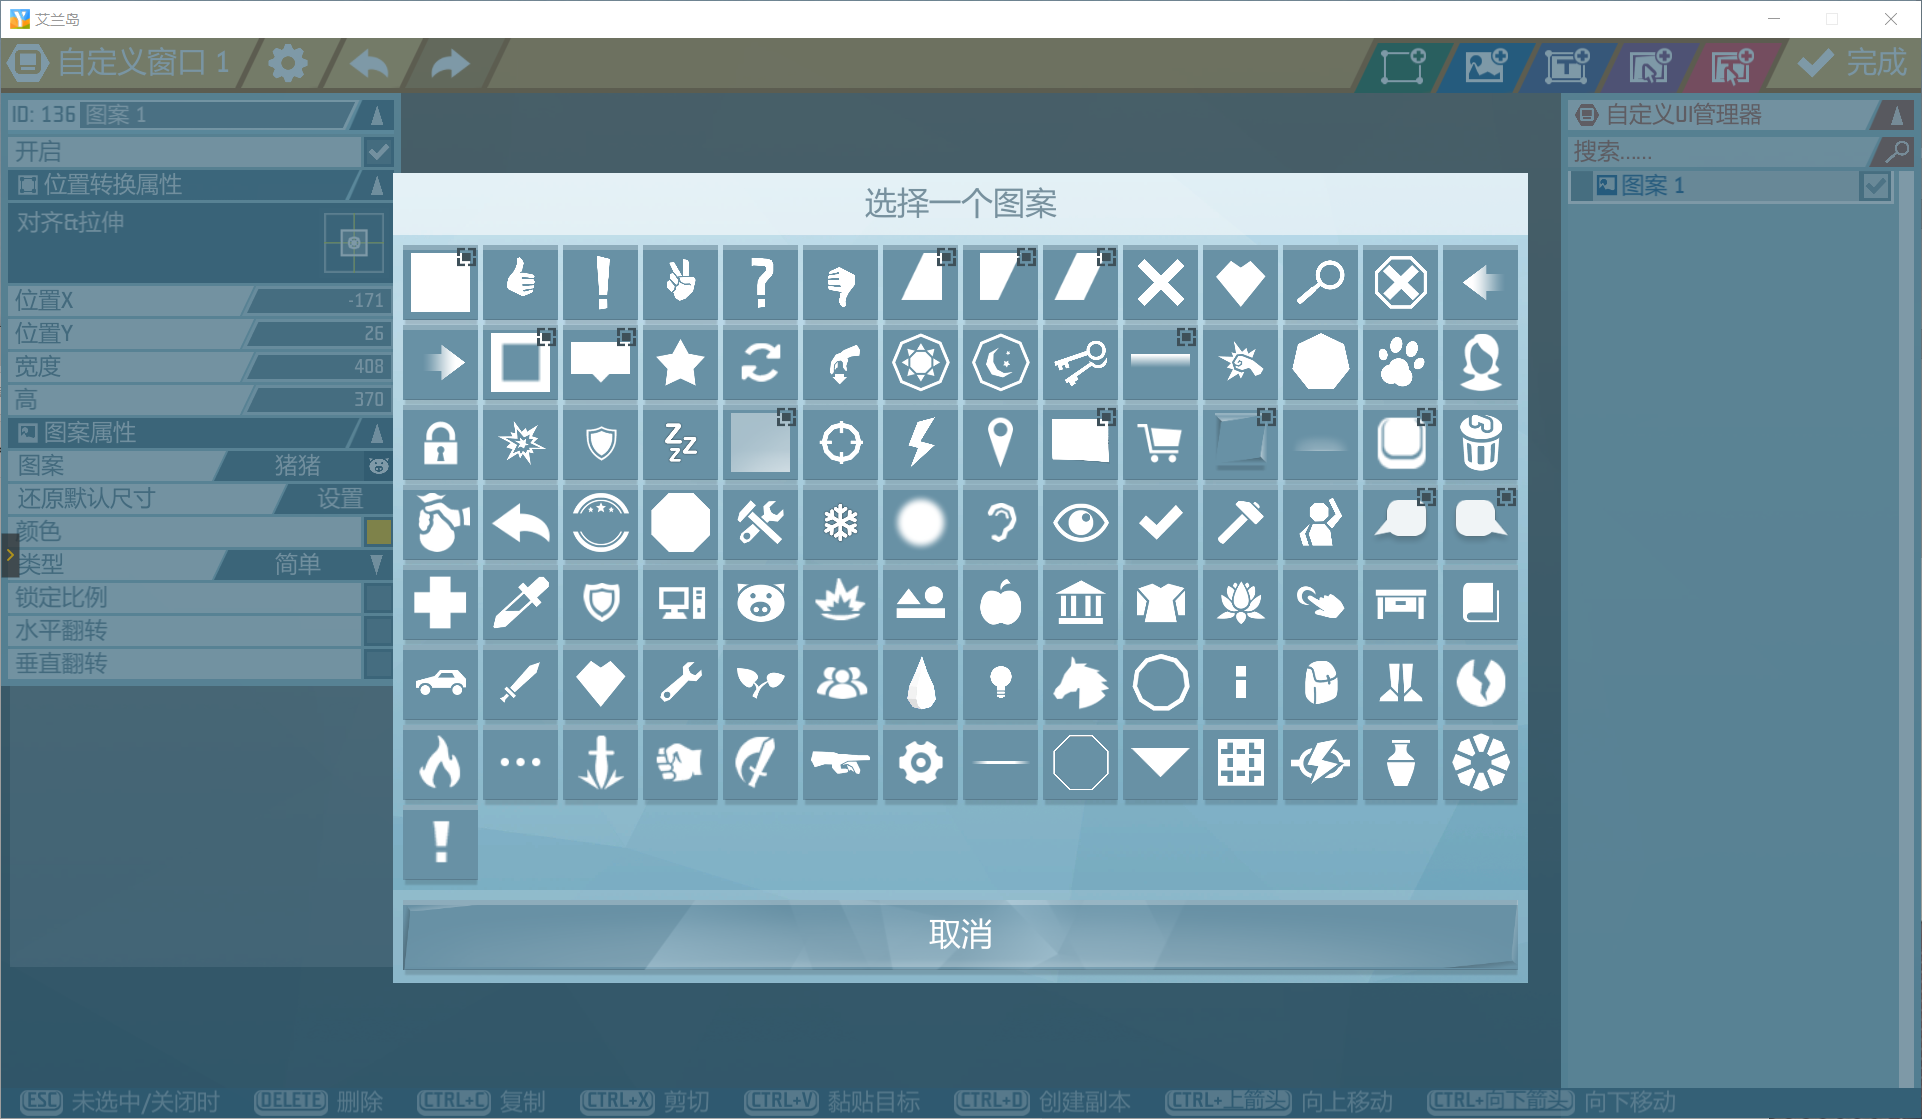 艾兰岛
自定义窗口 1
完成
ID: 136 图案 1
开启
位置转换属性
对齐&拉伸
位置X -171
位置Y 26
宽度 408
高 370
图案属性
图案 猪猪
还原默认尺寸 设置
颜色
类型 简单
锁定比例
水平翻转
垂直翻转
选择一个图案
取消
自定义UI管理器
搜索......
图案 1
ESC 未选中/关闭时 DELETE 删除 CTRL+C 复制 CTRL+X 剪切 CTRL+V 黏贴目标 CTRL+D 创建副本 CTRL+上箭头 向上移动 CTRL+向下箭头 向下移动